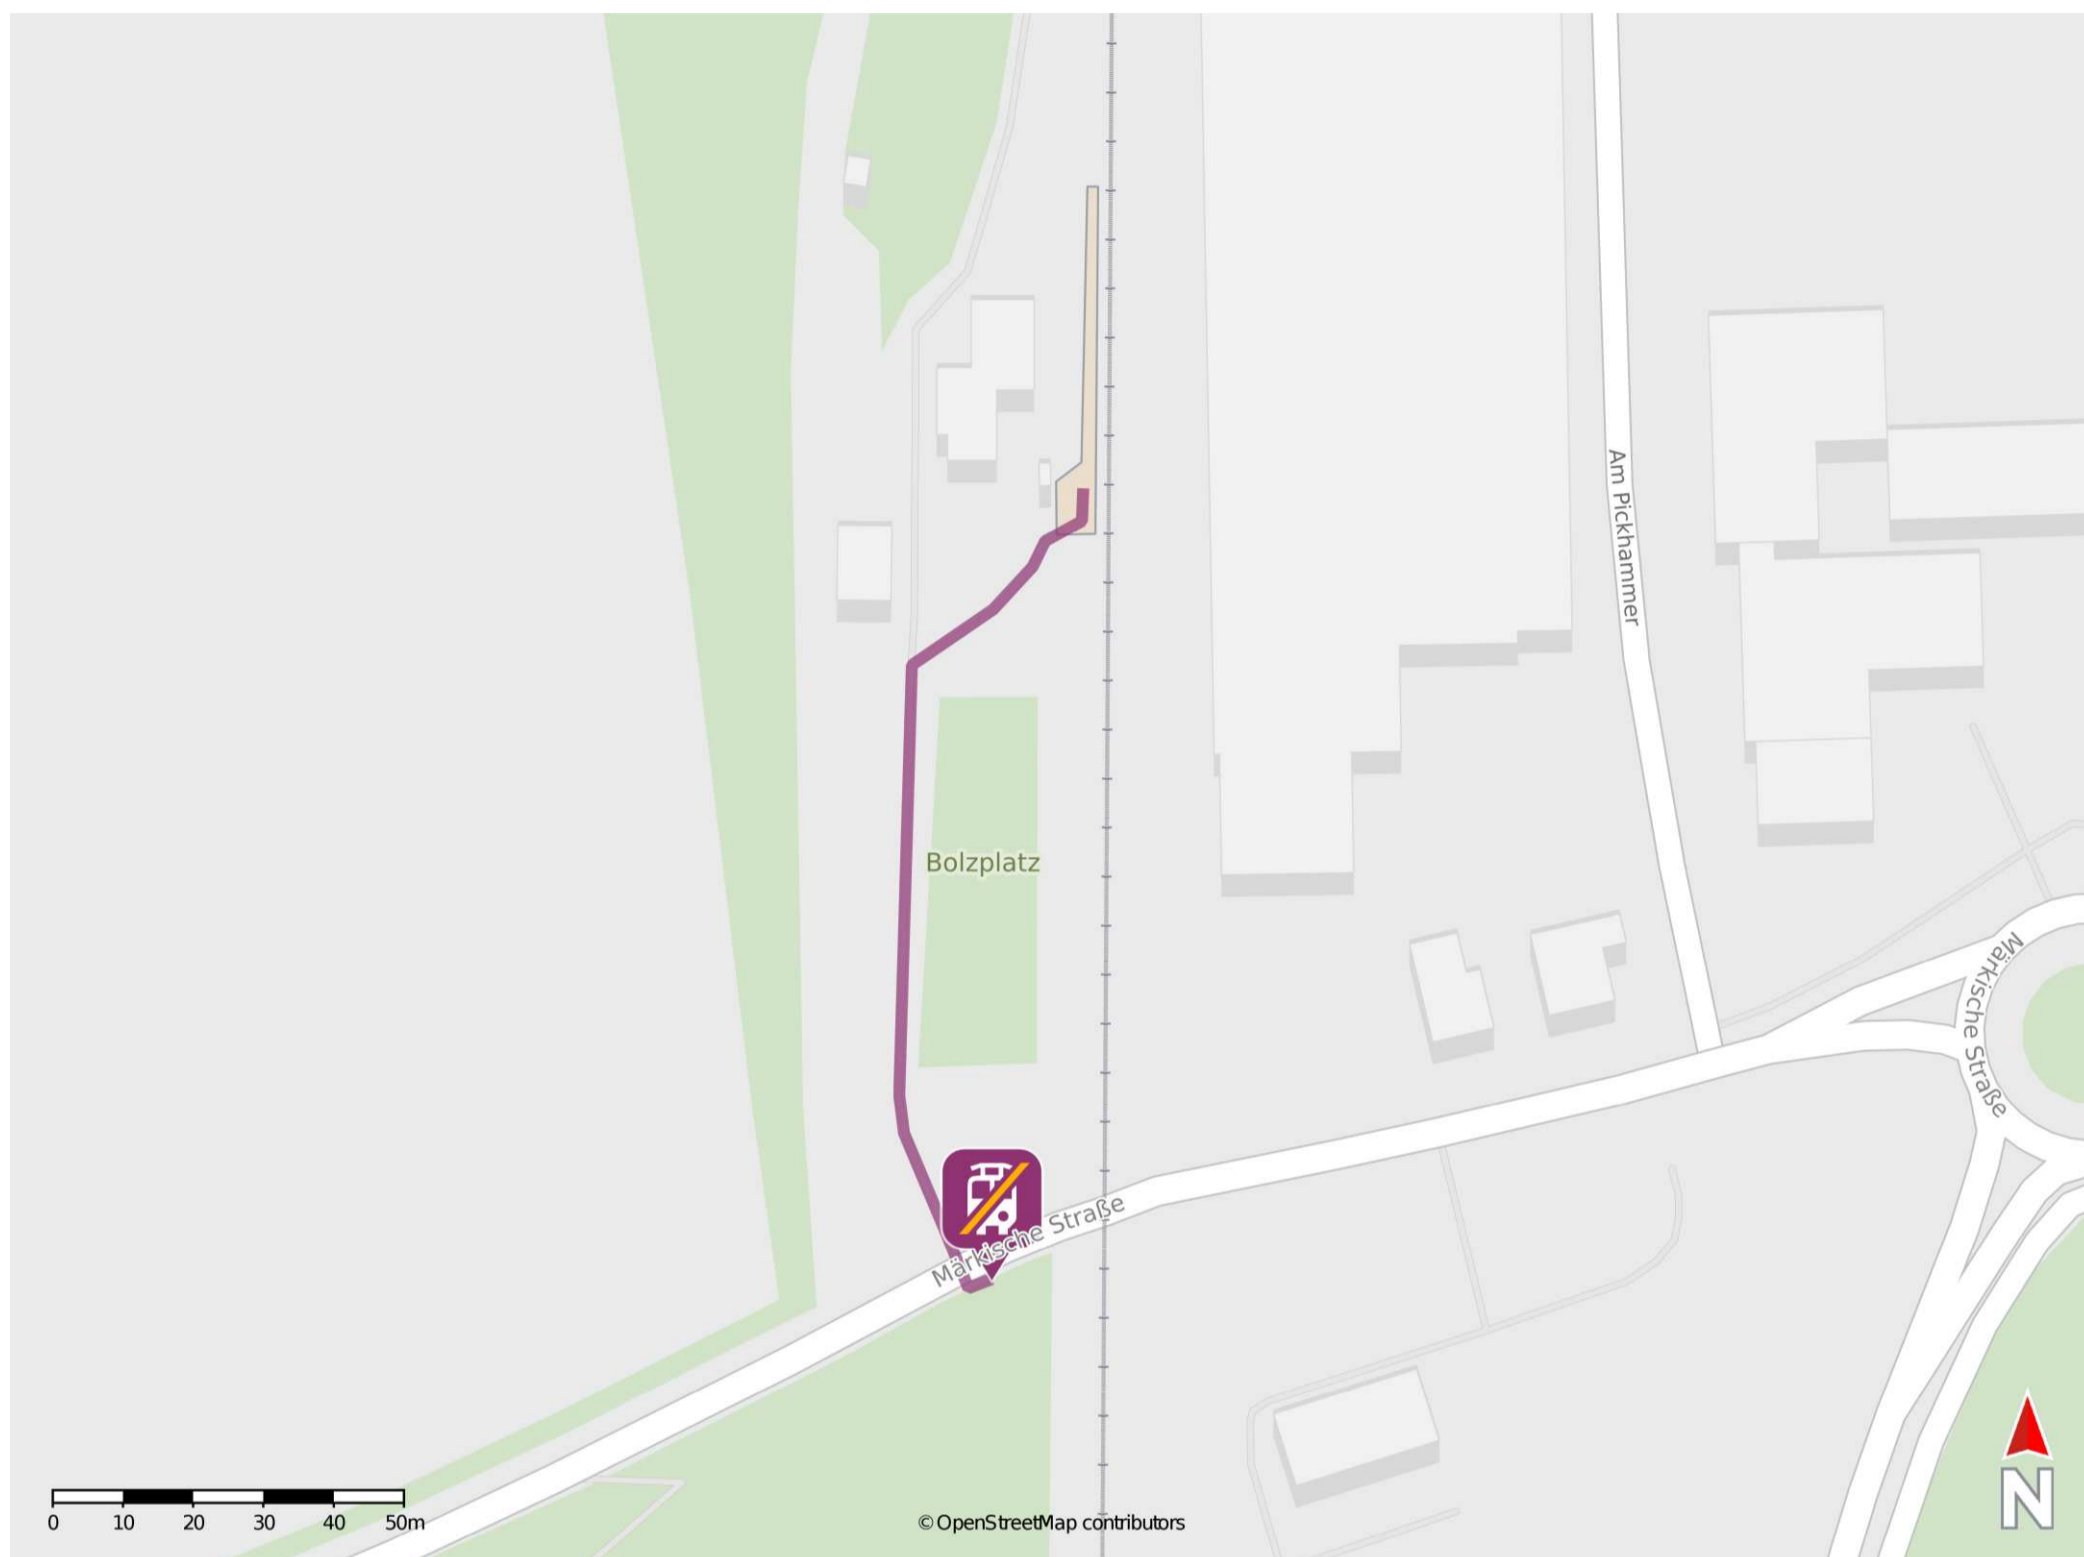 Am Pickhammer
Bolzplatz
Märkische Straße
Märkische Straße
0 10 20 30 40 50m
© OpenStreetMap contributors
N